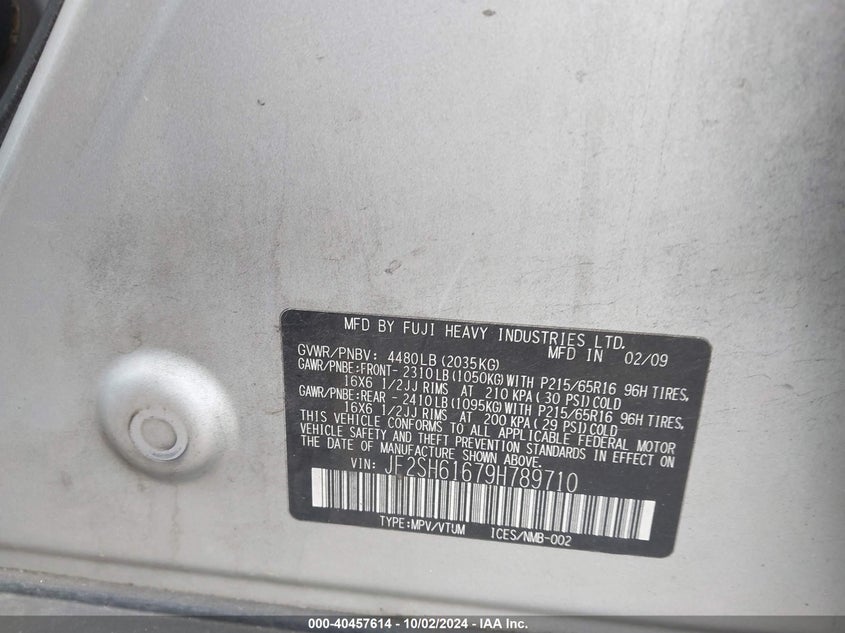 MFD BY FUJI HEAVY INDUSTRIES LTD.
MFD IN 02/09
GVWR/PNBV: 4480LB(2035KG)
GAWR/PNBE:FRONT- 2310LB(1050KG)WITH P215/65R16 96H TIRES,
16X6 1/2JJ RIMS AT 210 KPA( 30 PSI)COLD
GAWR/PNBE:REAR - 2410LB(1095KG)WITH P215/65R16 96H TIRES,
16X6 1/2JJ RIMS AT 200 KPA( 29 PSI)COLD
THIS VEHICLE CONFORMS TO ALL APPLICABLE FEDERAL MOTOR
VEHICLE SAFETY AND THEFT PREVENTION STANDARDS IN EFFECT ON
THE DATE OF MANUFACTURE SHOWN ABOVE.
VIN: JF2SH61679H789710
TYPE:MPV/VTUM ICES/NMB-002
000-40457614 - 10/02/2024 - IAA Inc.